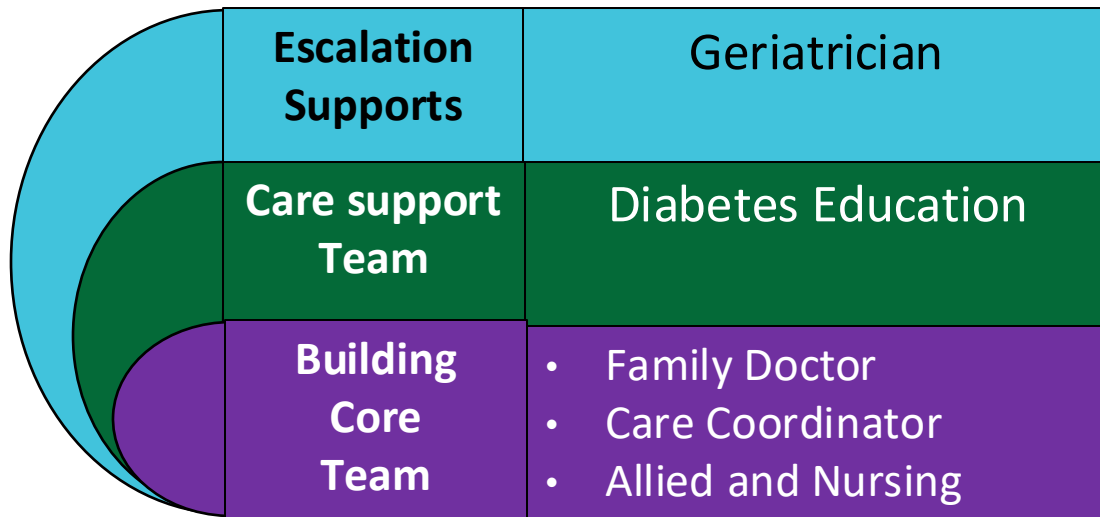 Escalation
Supports
Geriatrician
Care support
Team
Diabetes Education
Building
Core
Team
• Family Doctor
• Care Coordinator
• Allied and Nursing